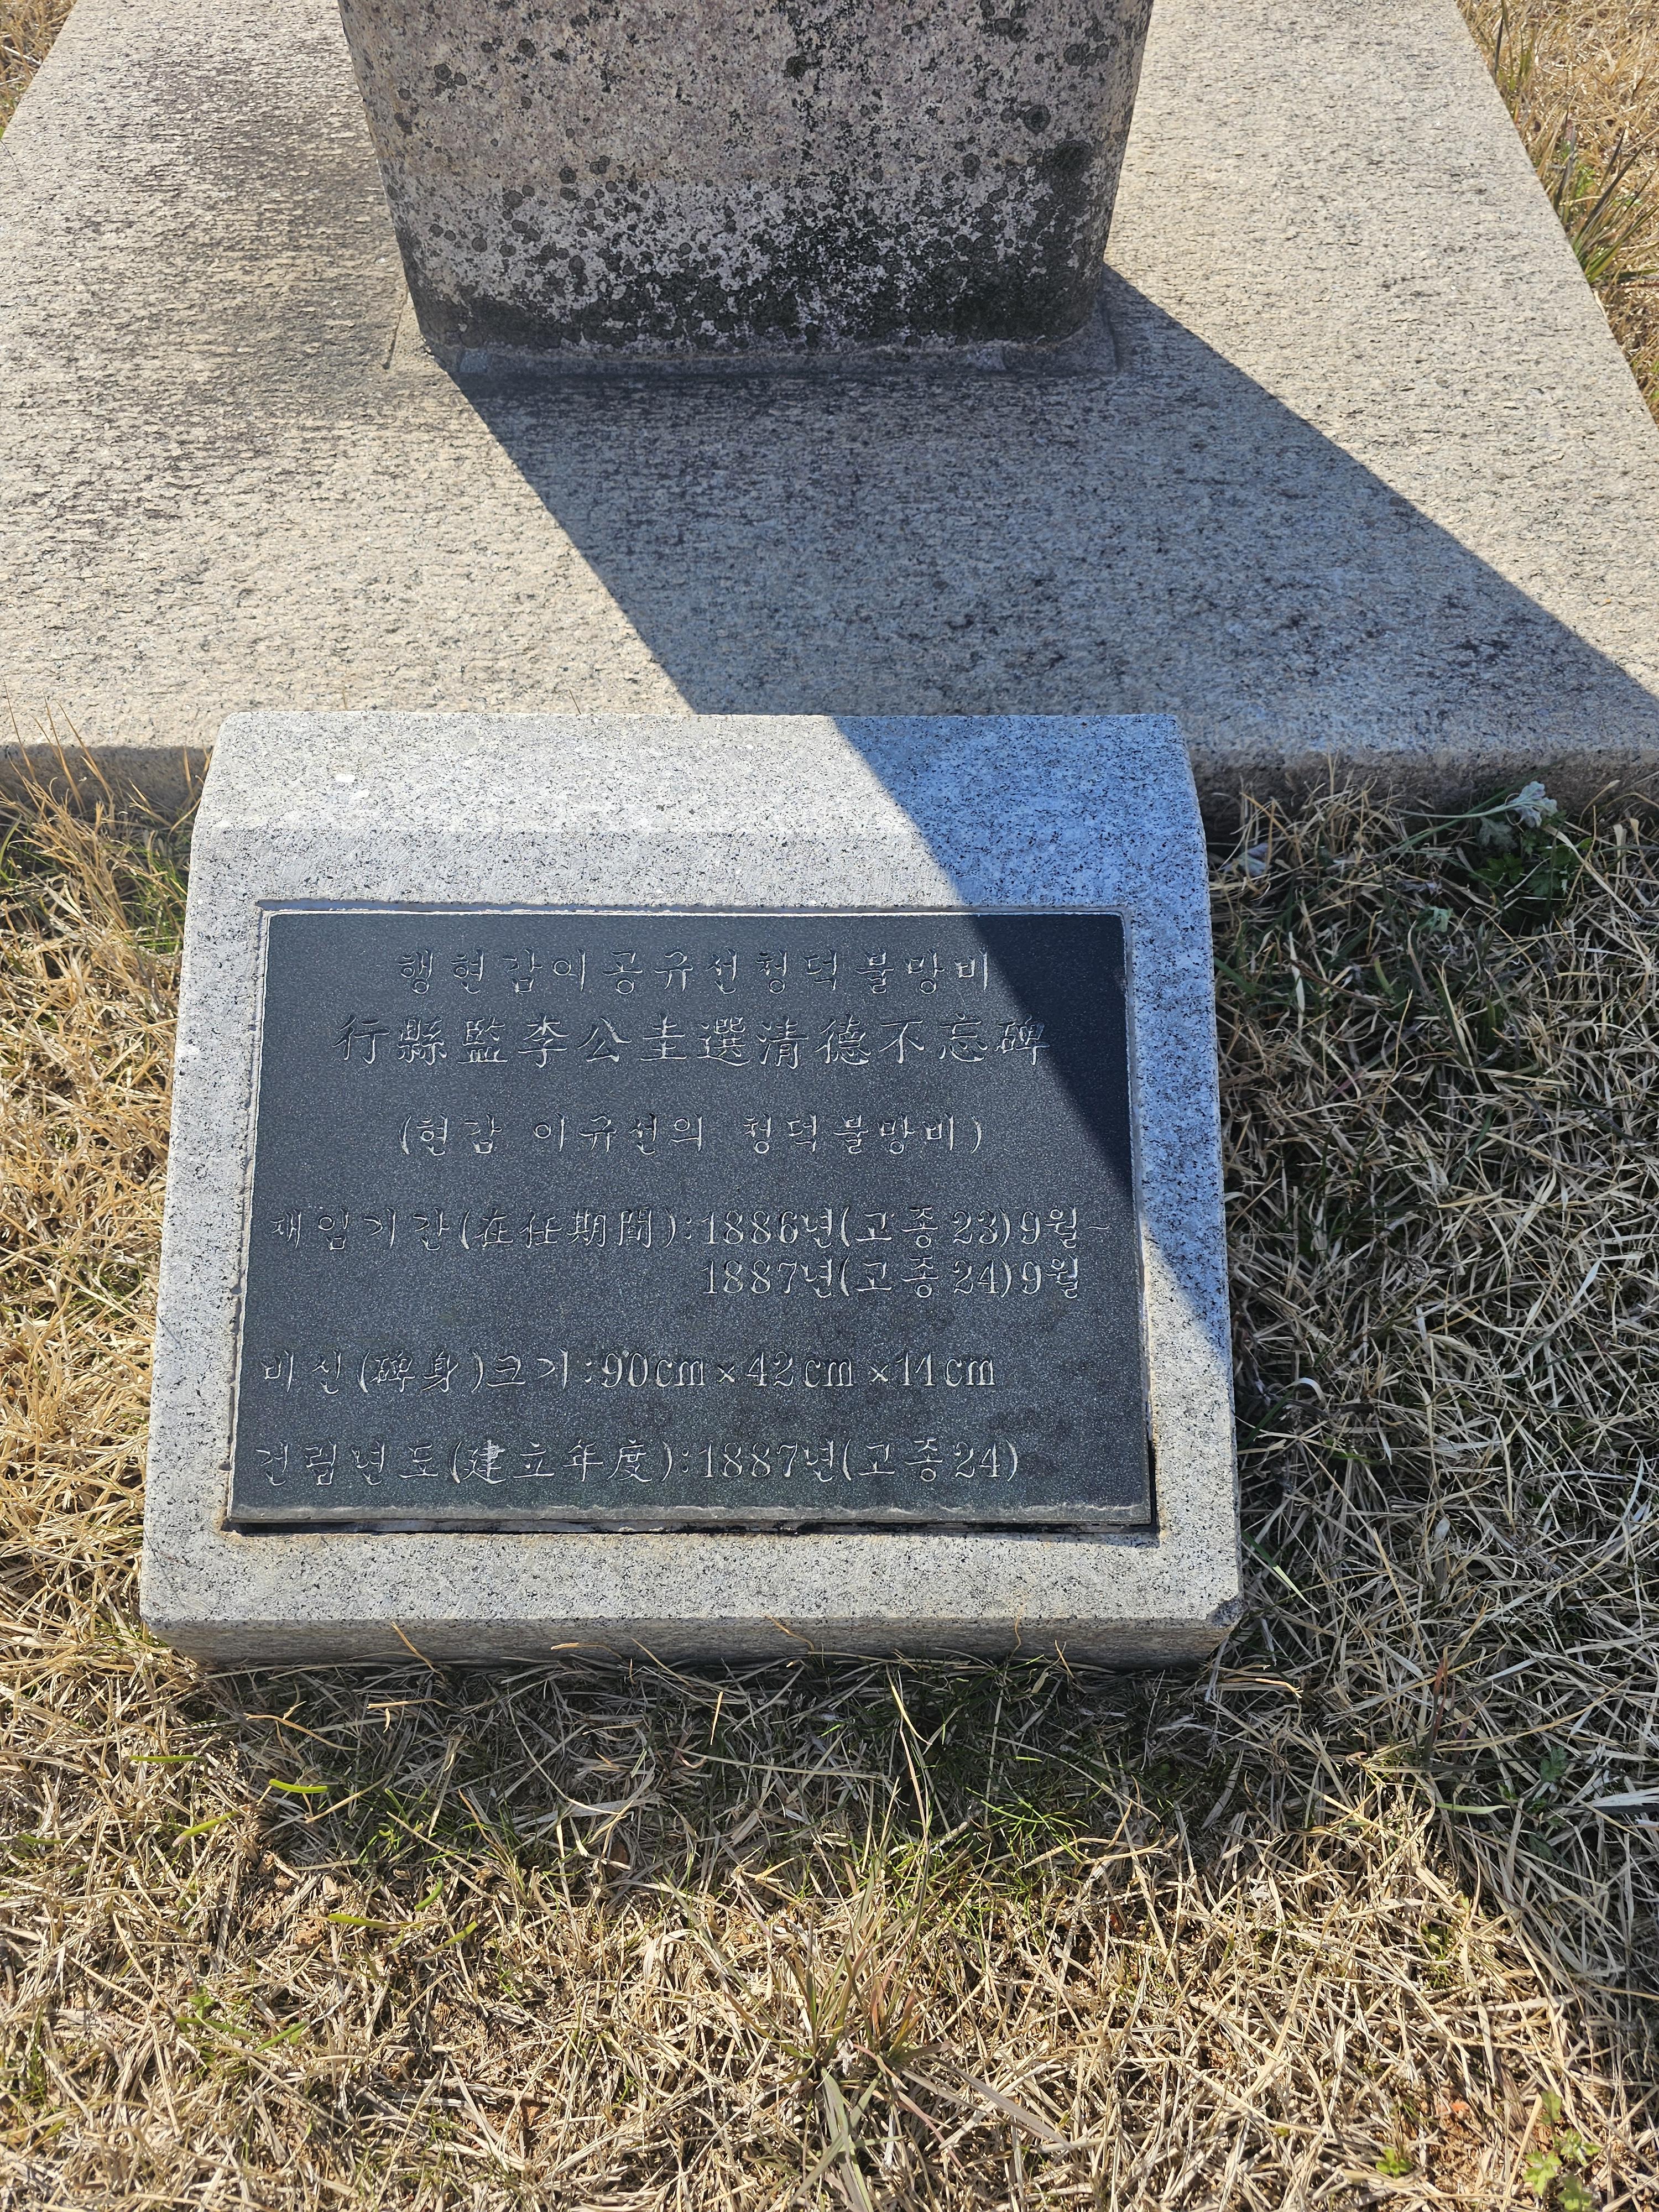 행현감이공규선청덕불망비
行縣監李公圭選清德不忘碑
(현감 이규선의 청덕불망비)
재임기간(在任期間):1886년(고종23)9월~
1887년(고종24)9월
비신(碑身)크기:90cm×42cm×11cm
건립년도(建立年度):1887년(고종24)